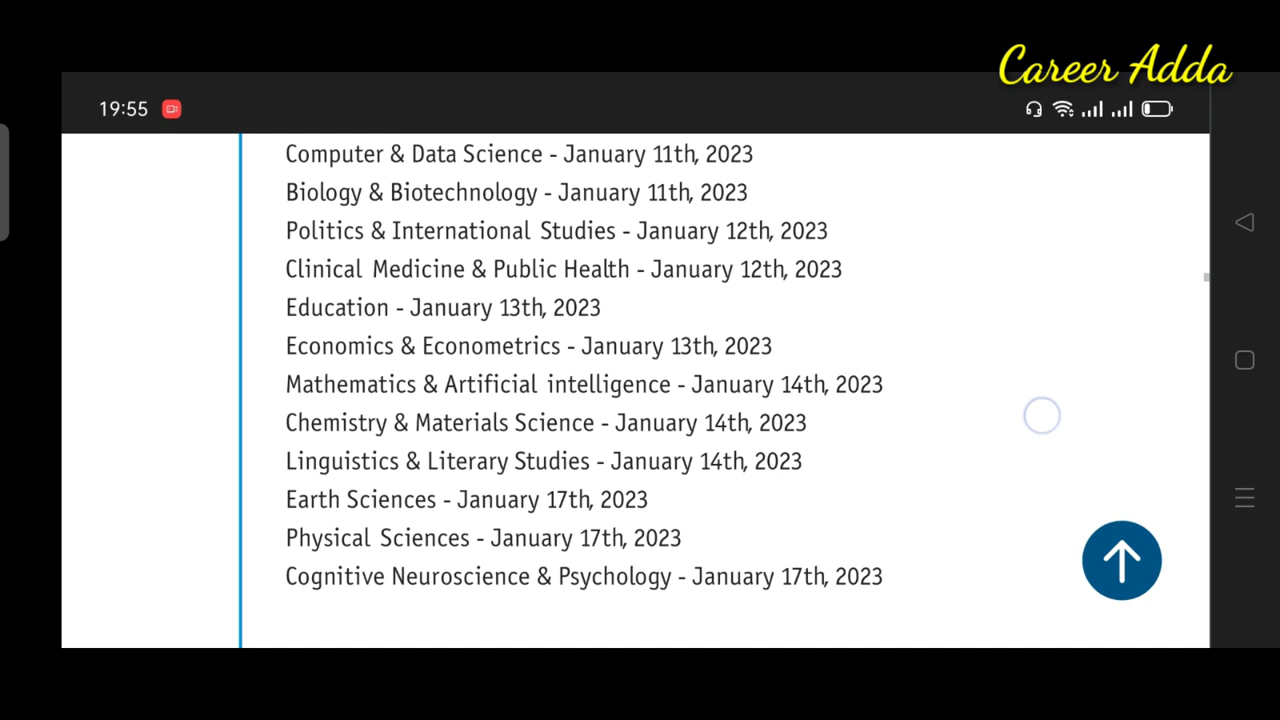 Career Adda
19:55
Computer & Data Science - January 11th, 2023
Biology & Biotechnology - January 11th, 2023
Politics & International Studies - January 12th, 2023
Clinical Medicine & Public Health - January 12th, 2023
Education - January 13th, 2023
Economics & Econometrics - January 13th, 2023
Mathematics & Artificial intelligence - January 14th, 2023
Chemistry & Materials Science - January 14th, 2023
Linguistics & Literary Studies - January 14th, 2023
Earth Sciences - January 17th, 2023
Physical Sciences - January 17th, 2023
Cognitive Neuroscience & Psychology - January 17th, 2023